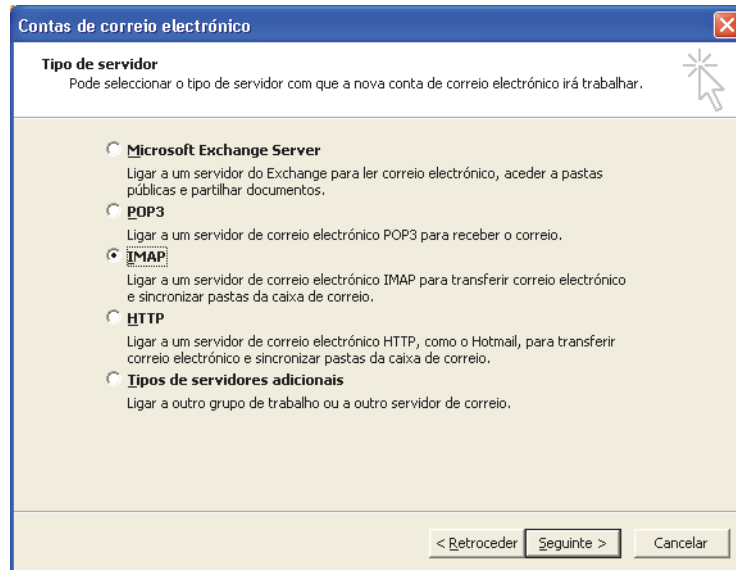 Contas de correio electrónico
Tipo de servidor
Pode seleccionar o tipo de servidor com que a nova conta de correio electrónico irá trabalhar.
Microsoft Exchange Server
Ligar a um servidor do Exchange para ler correio electrónico, aceder a pastas
públicas e partilhar documentos.
POP3
Ligar a um servidor de correio electrónico POP3 para receber o correio.
IMAP
Ligar a um servidor de correio electrónico IMAP para transferir correio electrónico
e sincronizar pastas da caixa de correio.
HTTP
Ligar a um servidor de correio electrónico HTTP, como o Hotmail, para transferir
correio electrónico e sincronizar pastas da caixa de correio.
Tipos de servidores adicionais
Ligar a outro grupo de trabalho ou a outro servidor de correio.
< Retroceder Seguinte > Cancelar